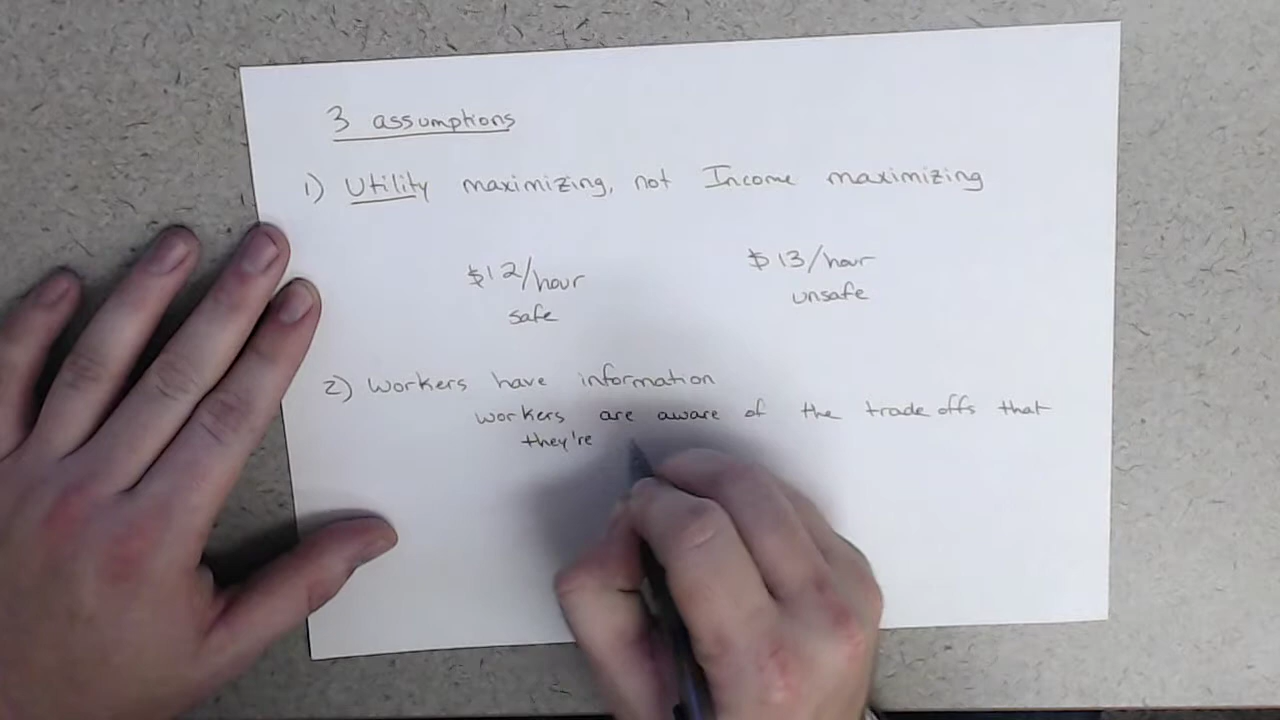 3 assumptions
1) Utility maximizing, not Income maximizing
$12/hour $13/hour
safe unsafe
2) Workers have information
workers are aware of the trade offs that
they're